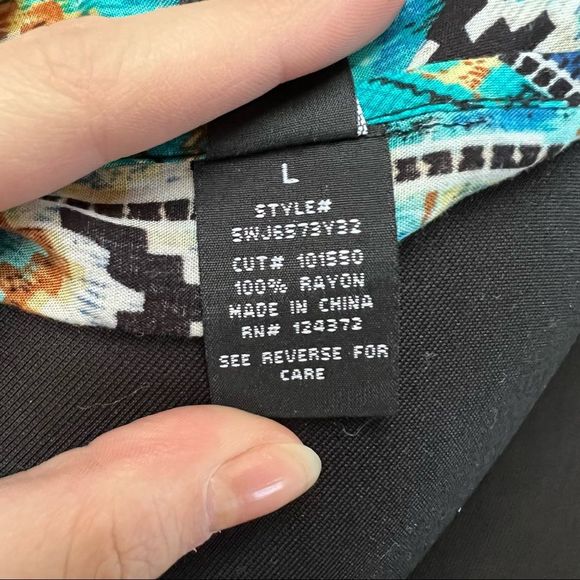 L
STYLE#
SWJ6573Y32
CUT# 101550
100% RAYON
MADE IN CHINA
RN# 124372
SEE REVERSE FOR
CARE